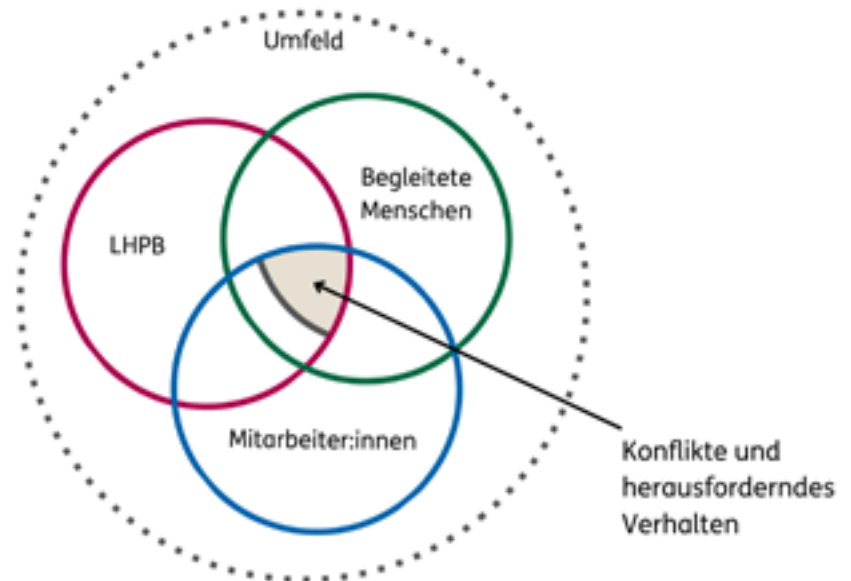 Umfeld
Begleitete
Menschen
LHPB
Mitarbeiter:innen
Konflikte und
herausforderndes
Verhalten